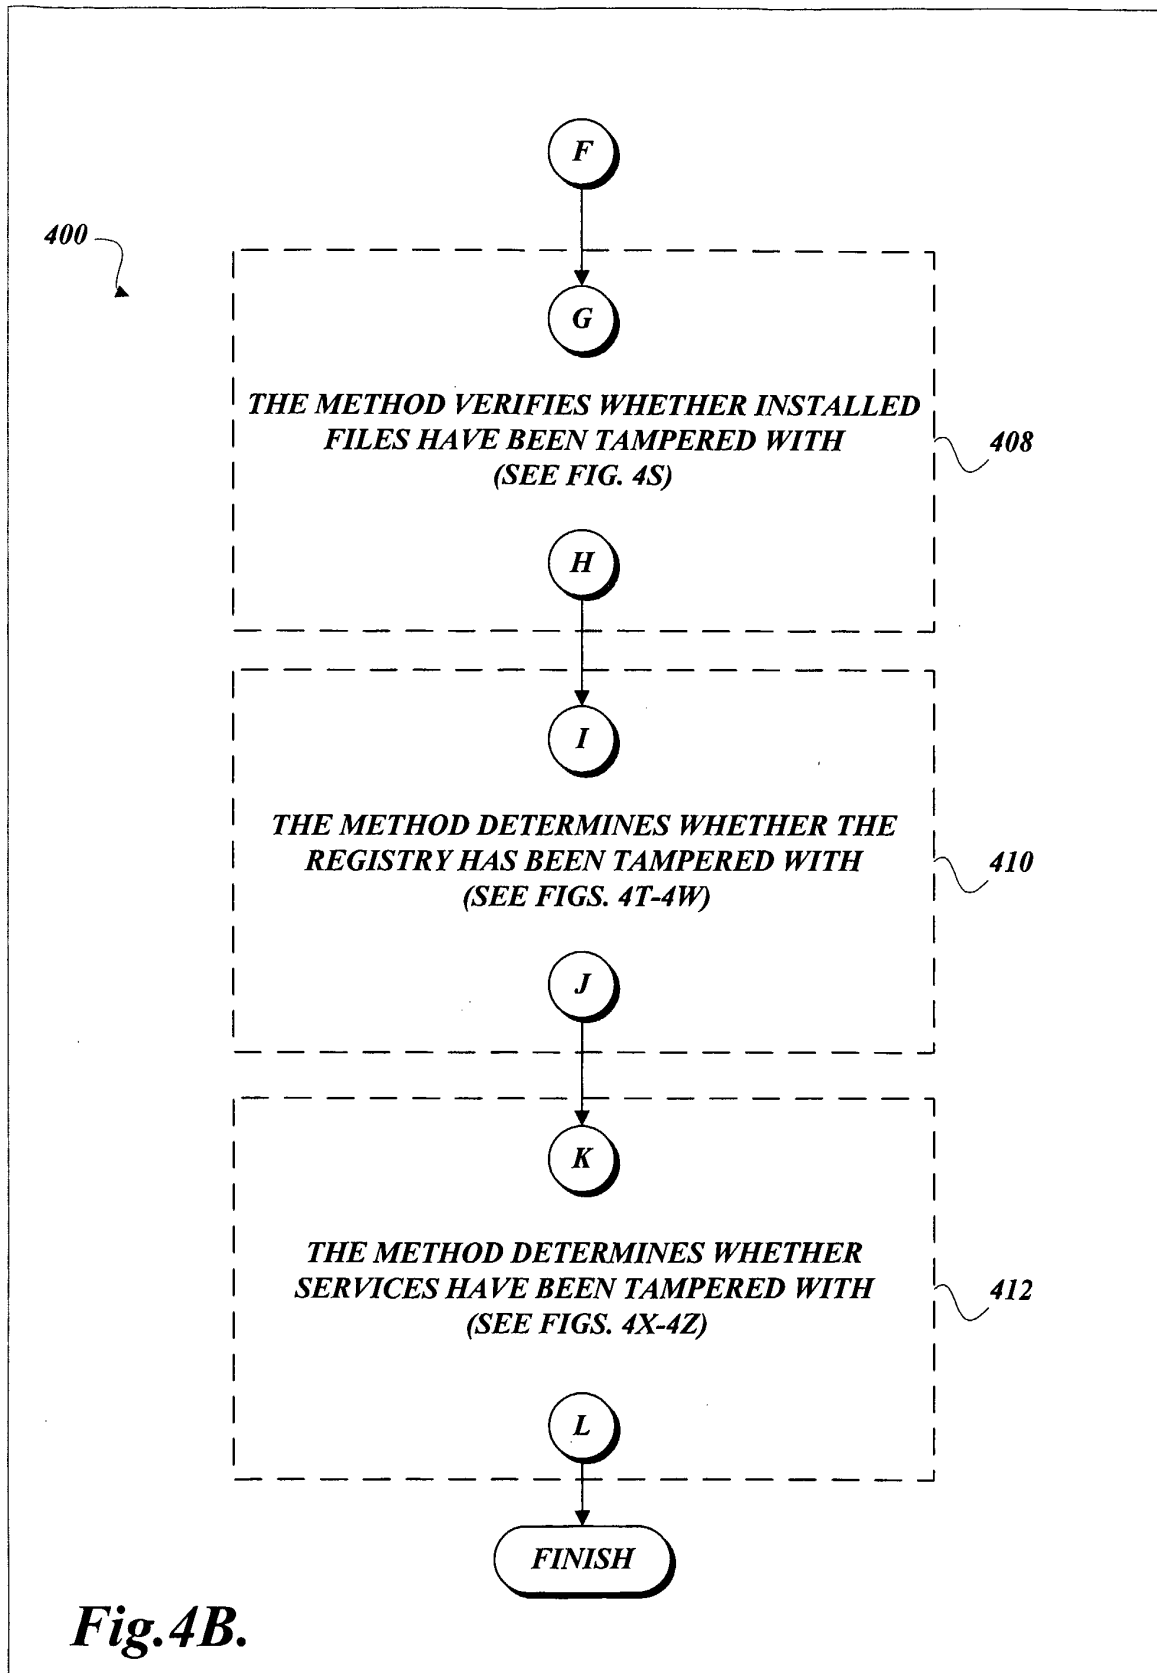 F
400
G
THE METHOD VERIFIES WHETHER INSTALLED
FILES HAVE BEEN TAMPERED WITH
(SEE FIG. 4S)
408
H
I
THE METHOD DETERMINES WHETHER THE
REGISTRY HAS BEEN TAMPERED WITH
(SEE FIGS. 4T-4W)
410
J
K
THE METHOD DETERMINES WHETHER
SERVICES HAVE BEEN TAMPERED WITH
(SEE FIGS. 4X-4Z)
412
L
FINISH
Fig.4B.